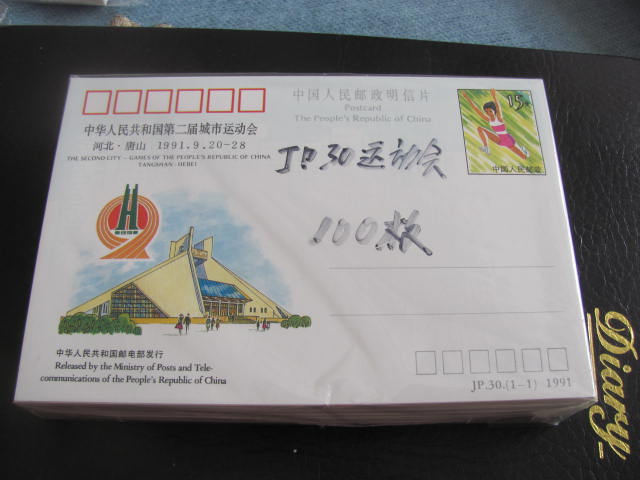 中国人民邮政明信片
Postcard
The People's Republic of China
15分
中国人民邮政
中华人民共和国第二届城市运动会
河北·唐山 1991.9.20-28
THE SECOND CITY-GAMES OF THE PEOPLE'S REPUBLIC OF CHINA
TANGSHAN·HEBEI
JP.30运动会
100款
中华人民共和国邮电部发行
Released by the Ministry of Posts and Tele-
communications of the People's Republic of China
JP.30.(1-1) 1991
Diary